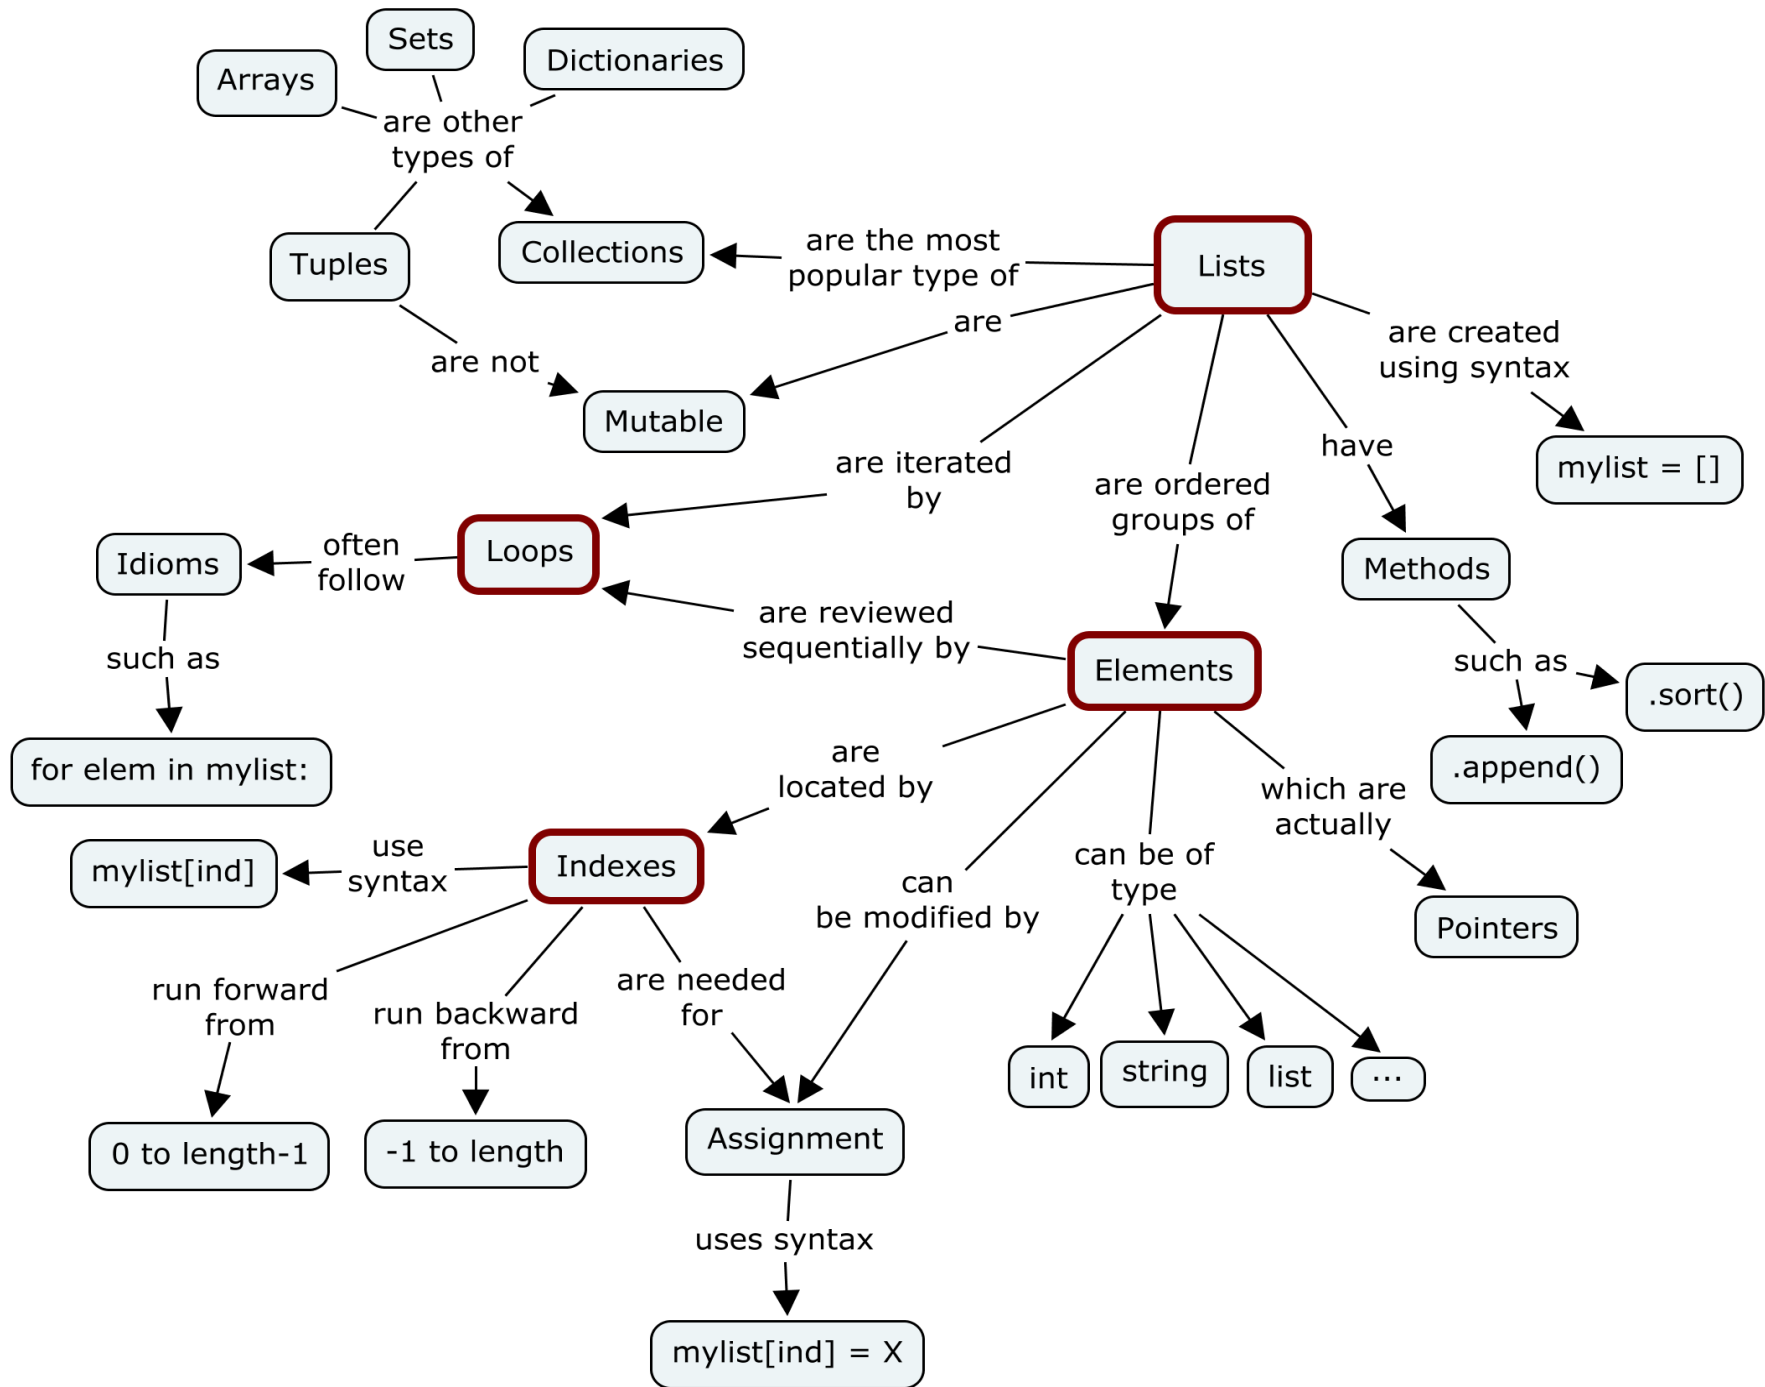 Sets
Dictionaries
Arrays
are other
types of
Tuples
Collections
are the most
popular type of
Lists
are
are not
Mutable
are created
using syntax
mylist = []
have
Methods
such as
.sort()
.append()
are iterated
by
are ordered
groups of
Loops
often
follow
Idioms
such as
for elem in mylist:
are reviewed
sequentially by
Elements
are
located by
which are
actually
Pointers
can be of
type
int
string
list
...
can
be modified by
Indexes
use
syntax
mylist[ind]
run forward
from
0 to length-1
run backward
from
-1 to length
are needed
for
Assignment
uses syntax
mylist[ind] = X